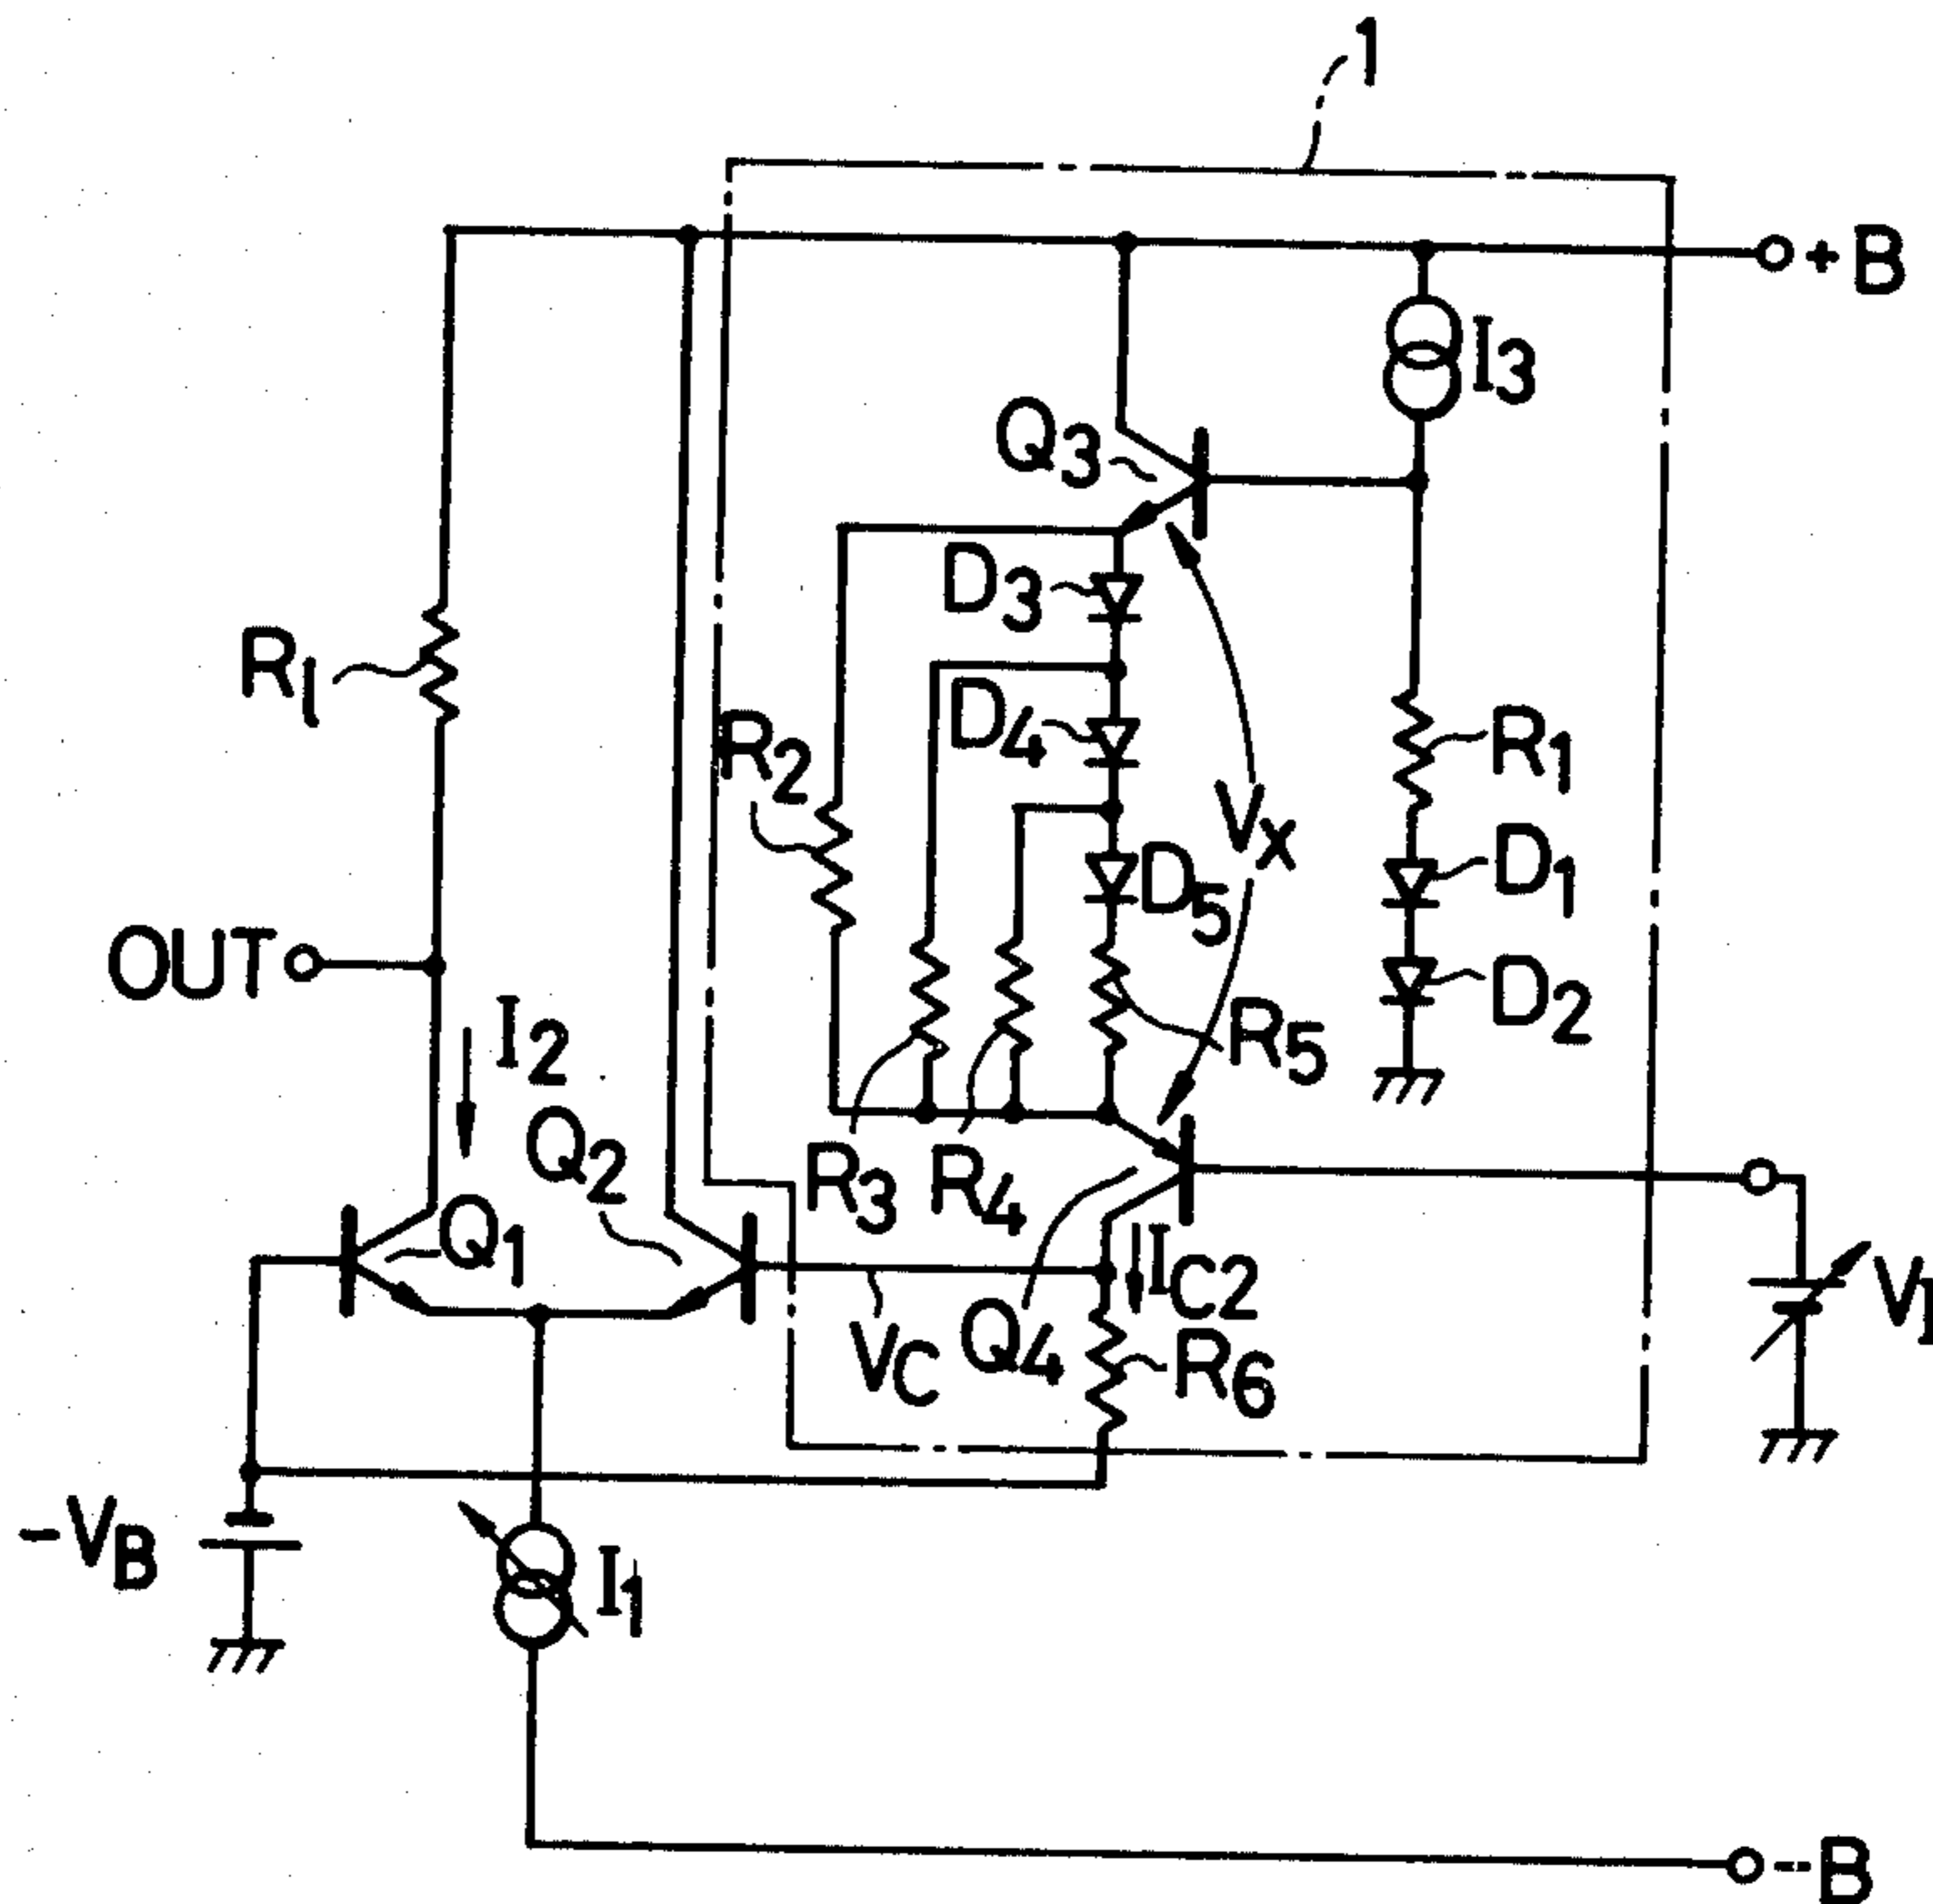 1
+B
I3
Q3
D3
R1
D4
R2
R1
VX
D1
D5
OUT
D2
I2
R5
Q2
R3
R4
Q1
IC2
VC
Q4
R6
-VB
I1
--B